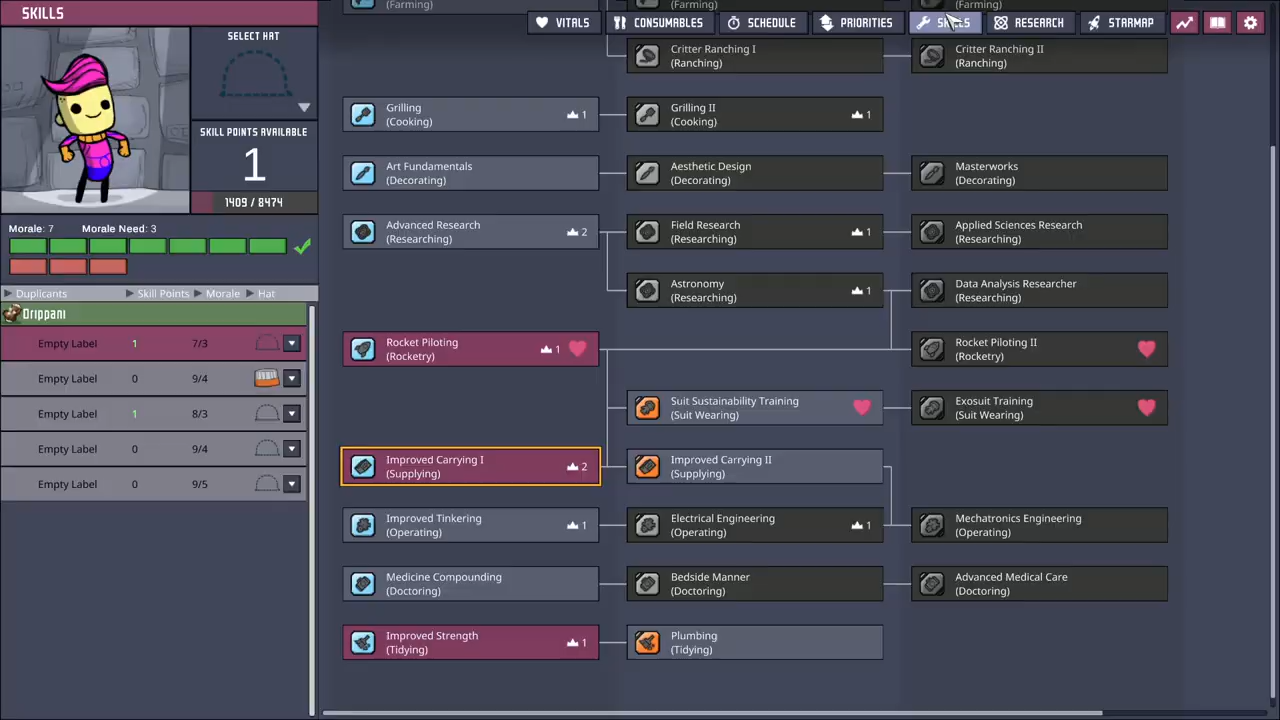 SKILLS
SELECT HAT
SKILL POINTS AVAILABLE
1
1409 / 8474
Morale: 7
Morale Need: 3
Duplicants
Skill Points
Morale
Hat
Drippani
Empty Label 1 7/3
Empty Label 0 9/4
Empty Label 1 8/3
Empty Label 0 9/4
Empty Label 0 9/5
VITALS
CONSUMABLES
SCHEDULE
PRIORITIES
SKILLS
RESEARCH
STARMAP
(Farming)
(Farming)
(Farming)
Critter Ranching I
(Ranching)
Critter Ranching II
(Ranching)
Grilling
(Cooking)
1
Grilling II
(Cooking)
1
Art Fundamentals
(Decorating)
Aesthetic Design
(Decorating)
Masterworks
(Decorating)
Advanced Research
(Researching)
2
Field Research
(Researching)
1
Applied Sciences Research
(Researching)
Astronomy
(Researching)
1
Data Analysis Researcher
(Researching)
Rocket Piloting
(Rocketry)
1
Rocket Piloting II
(Rocketry)
Suit Sustainability Training
(Suit Wearing)
Exosuit Training
(Suit Wearing)
Improved Carrying I
(Supplying)
2
Improved Carrying II
(Supplying)
Improved Tinkering
(Operating)
1
Electrical Engineering
(Operating)
1
Mechatronics Engineering
(Operating)
Medicine Compounding
(Doctoring)
Bedside Manner
(Doctoring)
Advanced Medical Care
(Doctoring)
Improved Strength
(Tidying)
1
Plumbing
(Tidying)